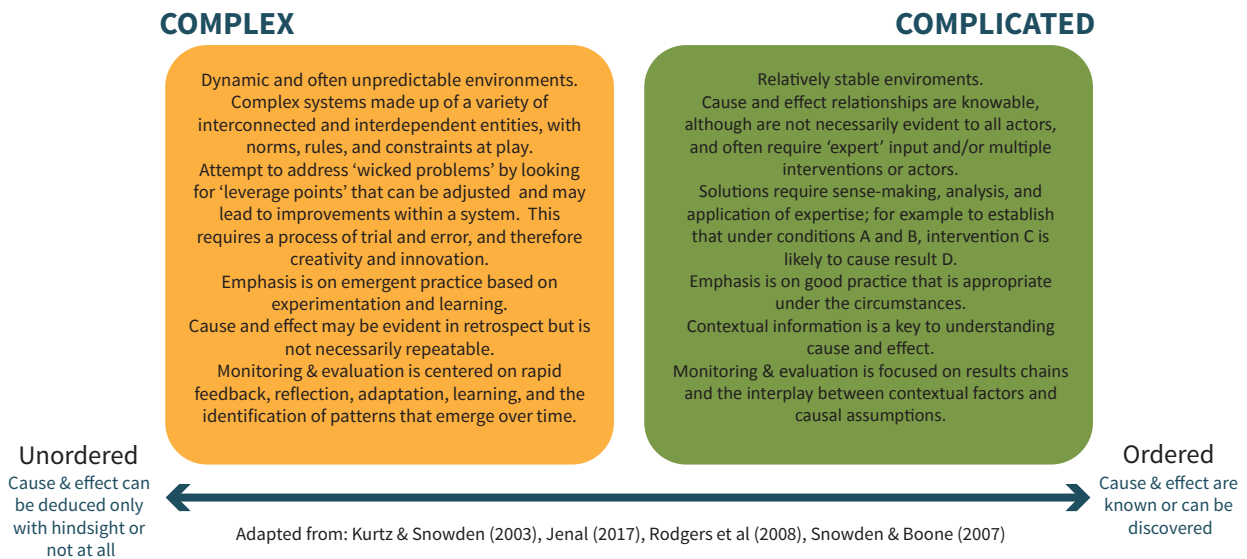 COMPLEX
Dynamic and often unpredictable environments.
Complex systems made up of a variety of
interconnected and interdependent entities, with
norms, rules, and constraints at play.
Attempt to address ‘wicked problems’ by looking
for ‘leverage points’ that can be adjusted and may
lead to improvements within a system. This
requires a process of trial and error, and therefore
creativity and innovation.
Emphasis is on emergent practice based on
experimentation and learning.
Cause and effect may be evident in retrospect but is
not necessarily repeatable.
Monitoring & evaluation is centered on rapid
feedback, reflection, adaptation, learning, and the
identification of patterns that emerge over time.
COMPLICATED
Relatively stable enviroments.
Cause and effect relationships are knowable,
although are not necessarily evident to all actors,
and often require ‘expert’ input and/or multiple
interventions or actors.
Solutions require sense-making, analysis, and
application of expertise; for example to establish
that under conditions A and B, intervention C is
likely to cause result D.
Emphasis is on good practice that is appropriate
under the circumstances.
Contextual information is a key to understanding
cause and effect.
Monitoring & evaluation is focused on results chains
and the interplay between contextual factors and
causal assumptions.
Unordered
Cause & effect can
be deduced only
with hindsight or
not at all
Ordered
Cause & effect are
known or can be
discovered
Adapted from: Kurtz & Snowden (2003), Jenal (2017), Rodgers et al (2008), Snowden & Boone (2007)